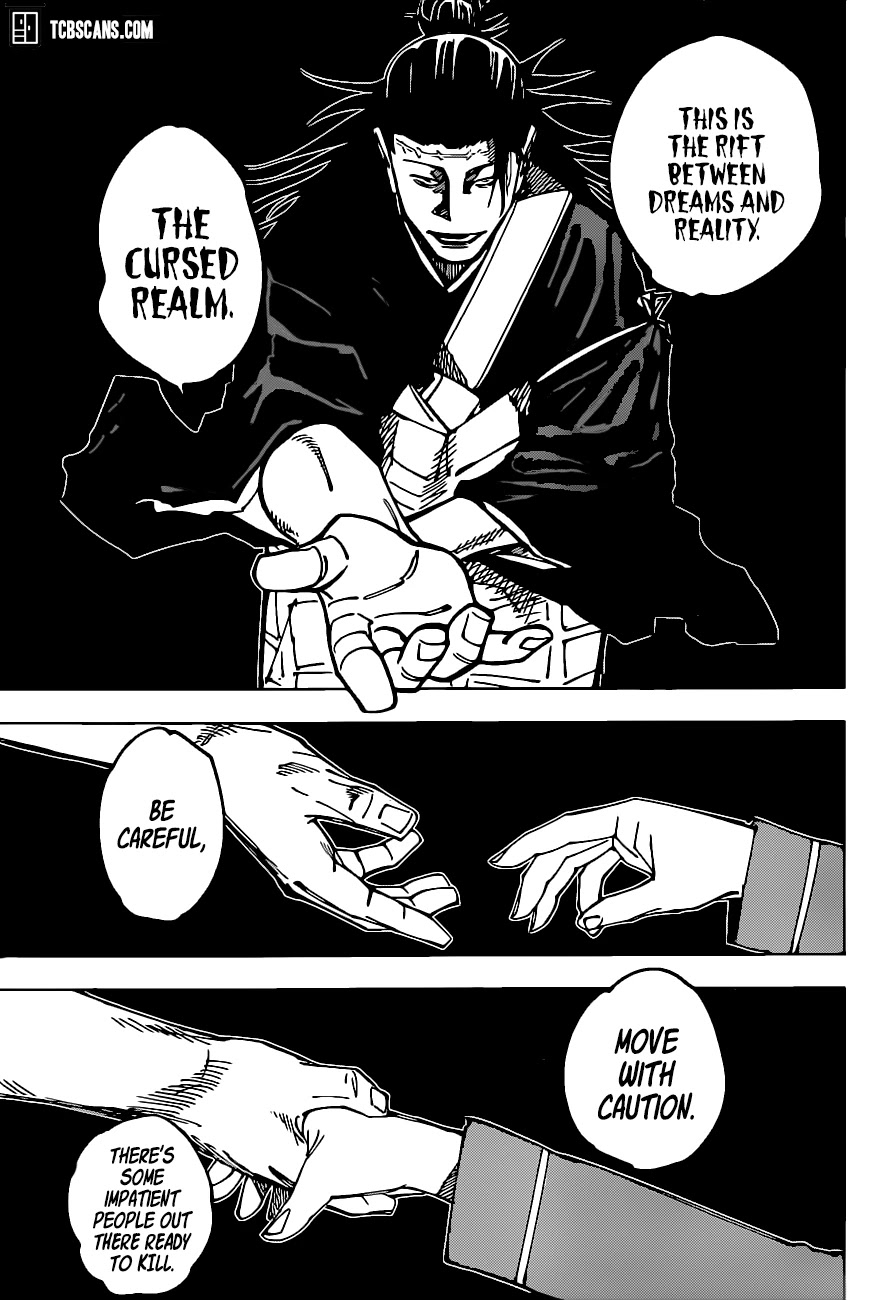 TCBSCANS.COM
THIS IS
THE RIFT
BETWEEN
DREAMS AND
REALITY.
THE
CURSED
REALM.
BE
CAREFUL,
MOVE
WITH
CAUTION.
THERE'S
SOME
IMPATIENT
PEOPLE OUT
THERE READY
TO KILL.